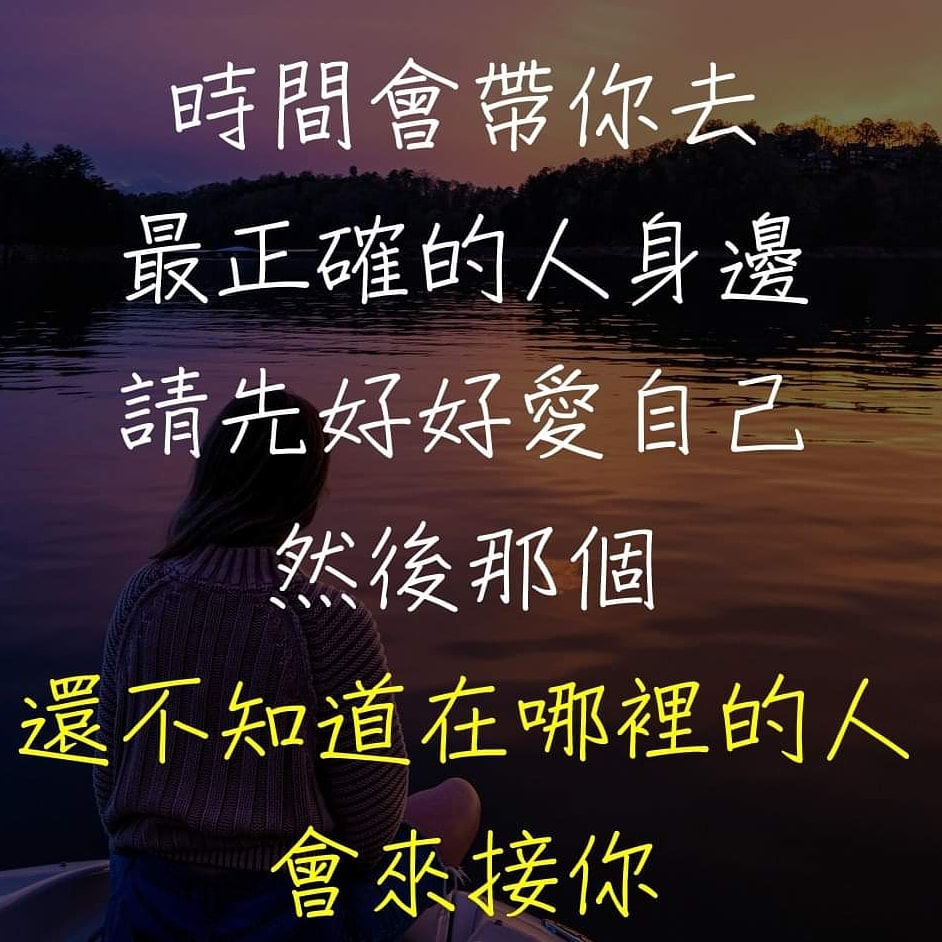 時間會帶你去
最正確的人身邊
請先好好愛自己
然後那個
還不知道在哪裡的人
會來接你